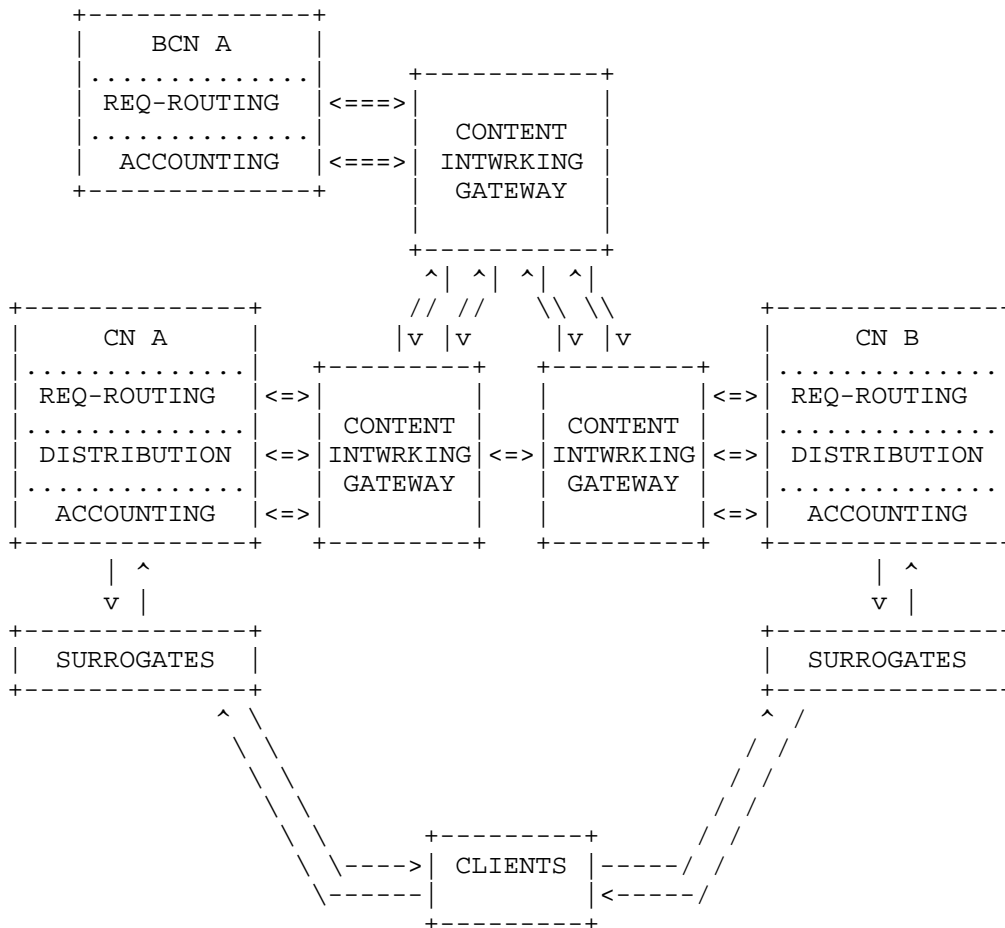 BCN A
REQ-ROUTING
ACCOUNTING
CONTENT
INTWRKING
GATEWAY
CN A
REQ-ROUTING
DISTRIBUTION
ACCOUNTING
CONTENT
INTWRKING
GATEWAY
CONTENT
INTWRKING
GATEWAY
CN B
REQ-ROUTING
DISTRIBUTION
ACCOUNTING
SURROGATES
SURROGATES
CLIENTS